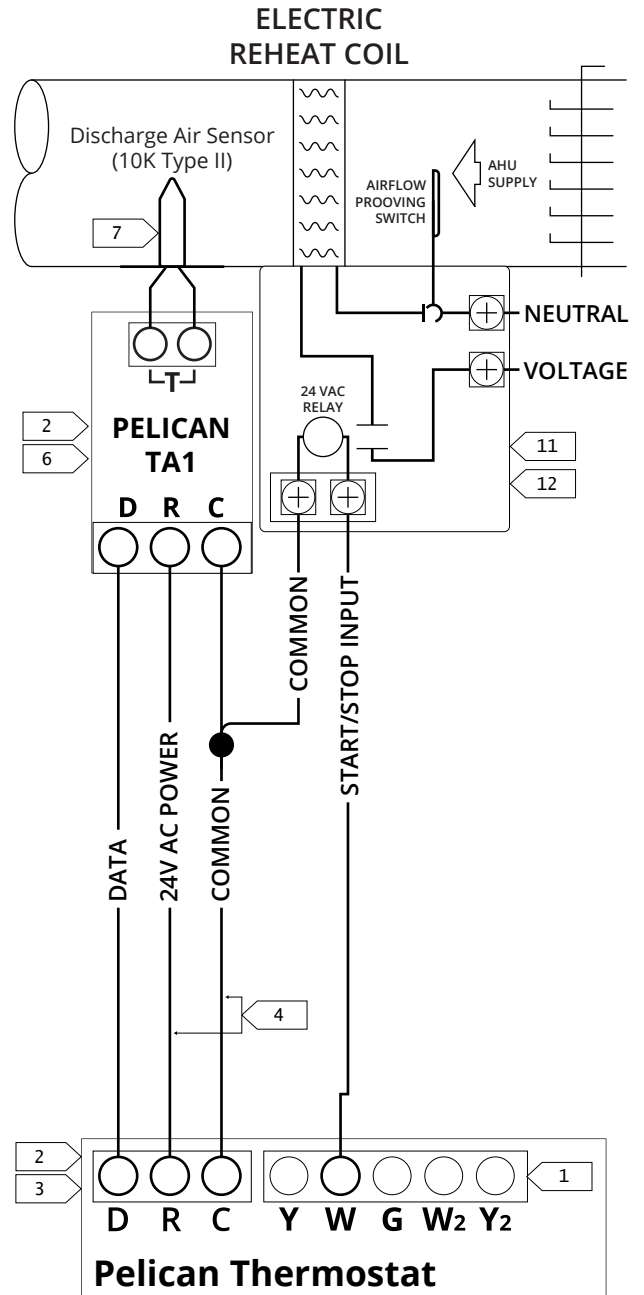 ELECTRIC
REHEAT COIL
Discharge Air Sensor
(10K Type II)
AHU
SUPPLY
AIRFLOW
PROOVING
SWITCH
7
NEUTRAL
VOLTAGE
24 VAC
RELAY
T
2
6
PELICAN
TA1
11
12
D R C
COMMON
START/STOP INPUT
DATA
24V AC POWER
COMMON
4
2
3
1
D R C Y W G W2 Y2
Pelican Thermostat